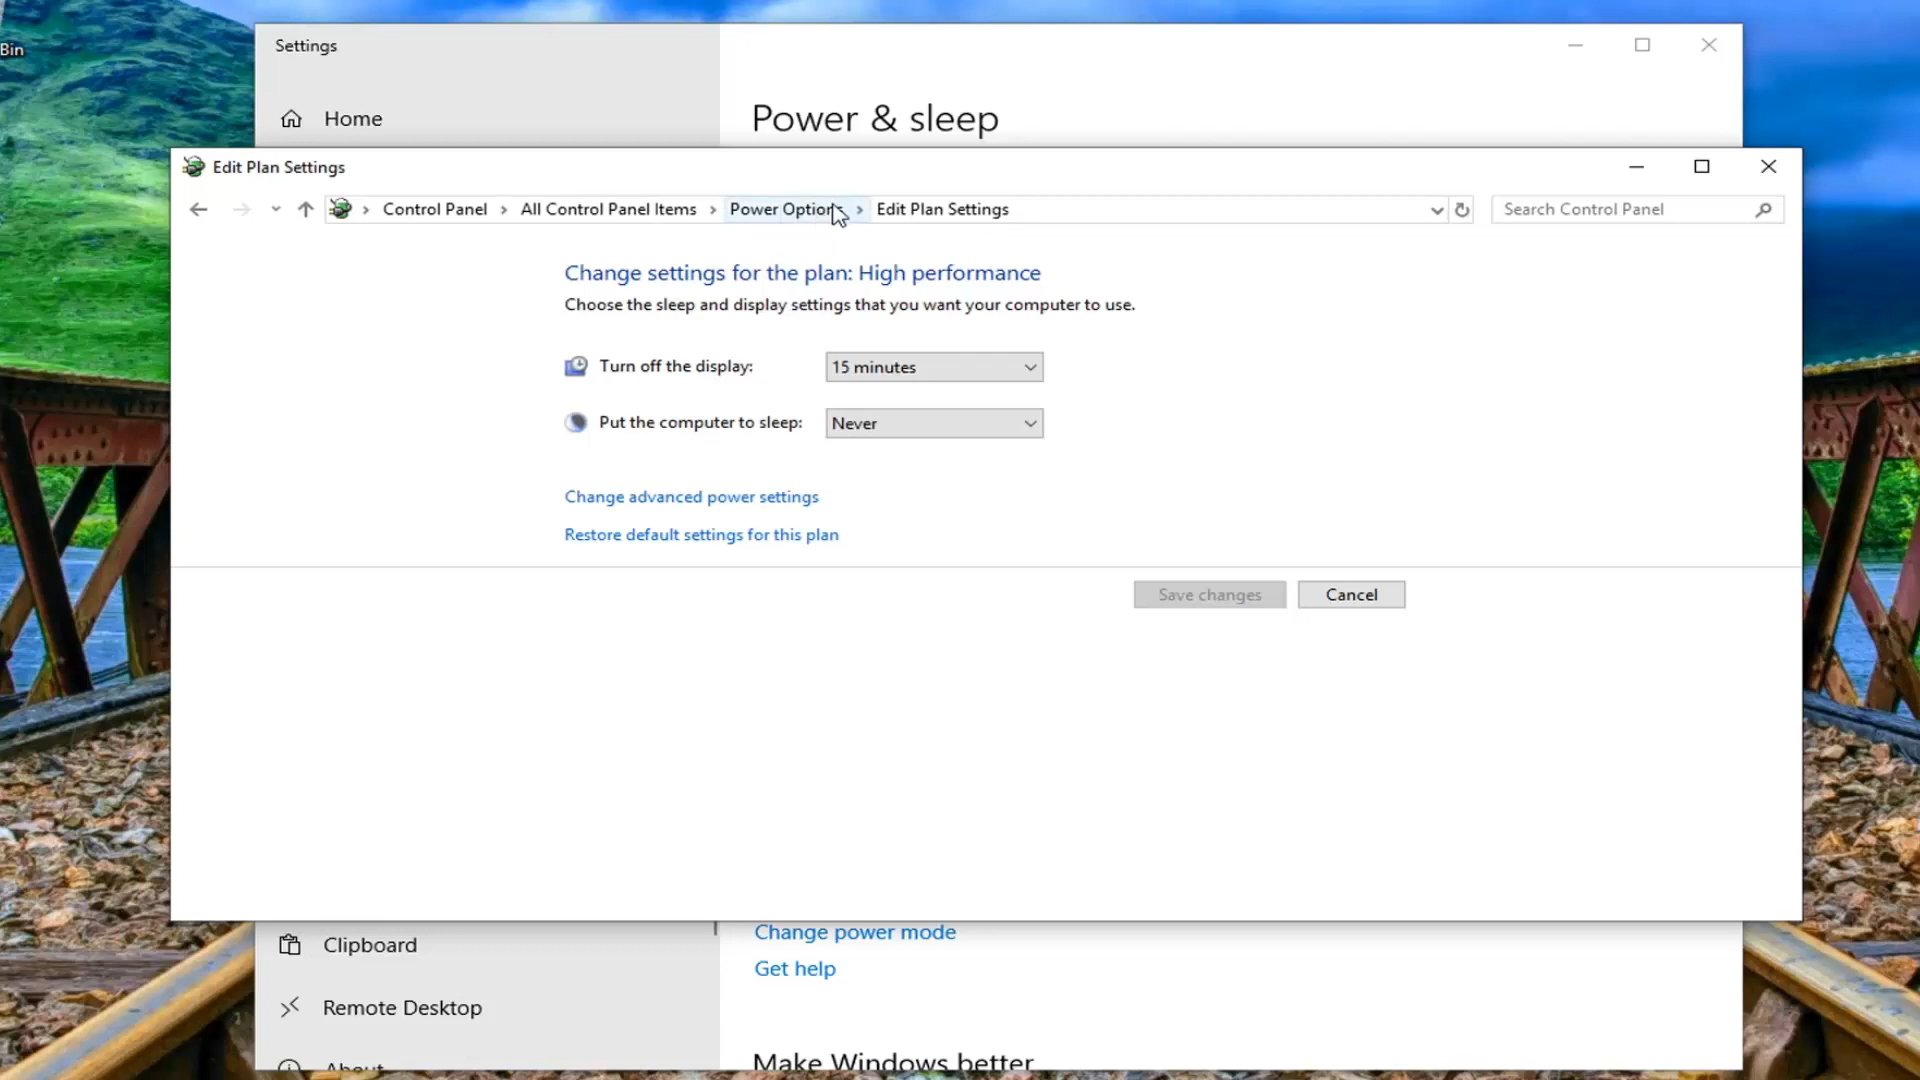 Bin
Settings
Home
Power & sleep
Edit Plan Settings
Control Panel
All Control Panel Items
Power Options
Edit Plan Settings
Search Control Panel
Change settings for the plan: High performance
Choose the sleep and display settings that you want your computer to use.
Turn off the display:
15 minutes
Put the computer to sleep:
Never
Change advanced power settings
Restore default settings for this plan
Save changes
Cancel
Clipboard
Change power mode
Get help
Remote Desktop
About
Make Windows better